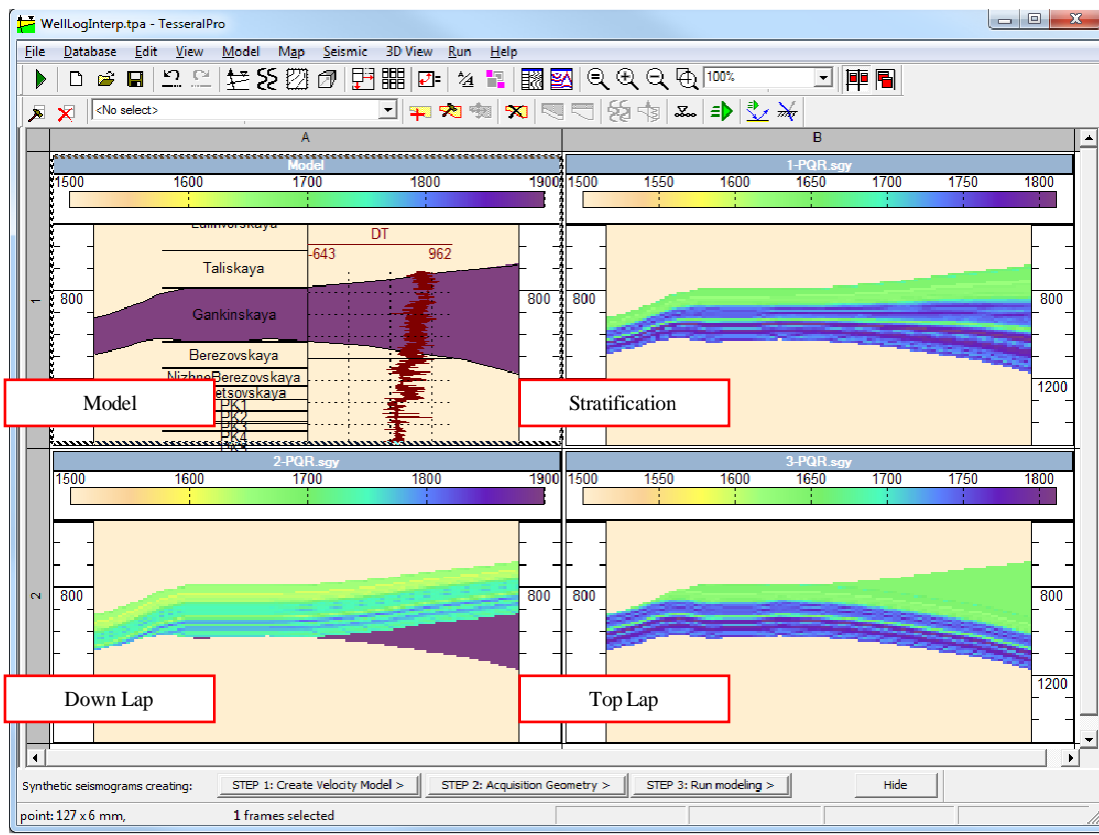 WellLogInterp.tpa - TesseralPro
File Database Edit View Model Map Seismic 3D View Run Help
100%
<No select>
A B
Model
1500 1600 1700 1800 1900
1-PQR.sgy
1500 1550 1600 1650 1700 1750 1800
1
DT
-643 962
Taliskaya
800 Gankinskaya 800
Berezovskaya
NizhneBerezovskaya
etsovskaya
PK1
PK2
PK3
PK4
Model
800 800
1200
Stratification
2-PQR.sgy
1500 1600 1700 1800 1900
3-PQR.sgy
1500 1550 1600 1650 1700 1750 1800
2
800 800
Down Lap
800 800
1200
Top Lap
Synthetic seismograms creating: STEP 1: Create Velocity Model > STEP 2: Acquisition Geometry > STEP 3: Run modeling > Hide
point: 127 x 6 mm, 1 frames selected